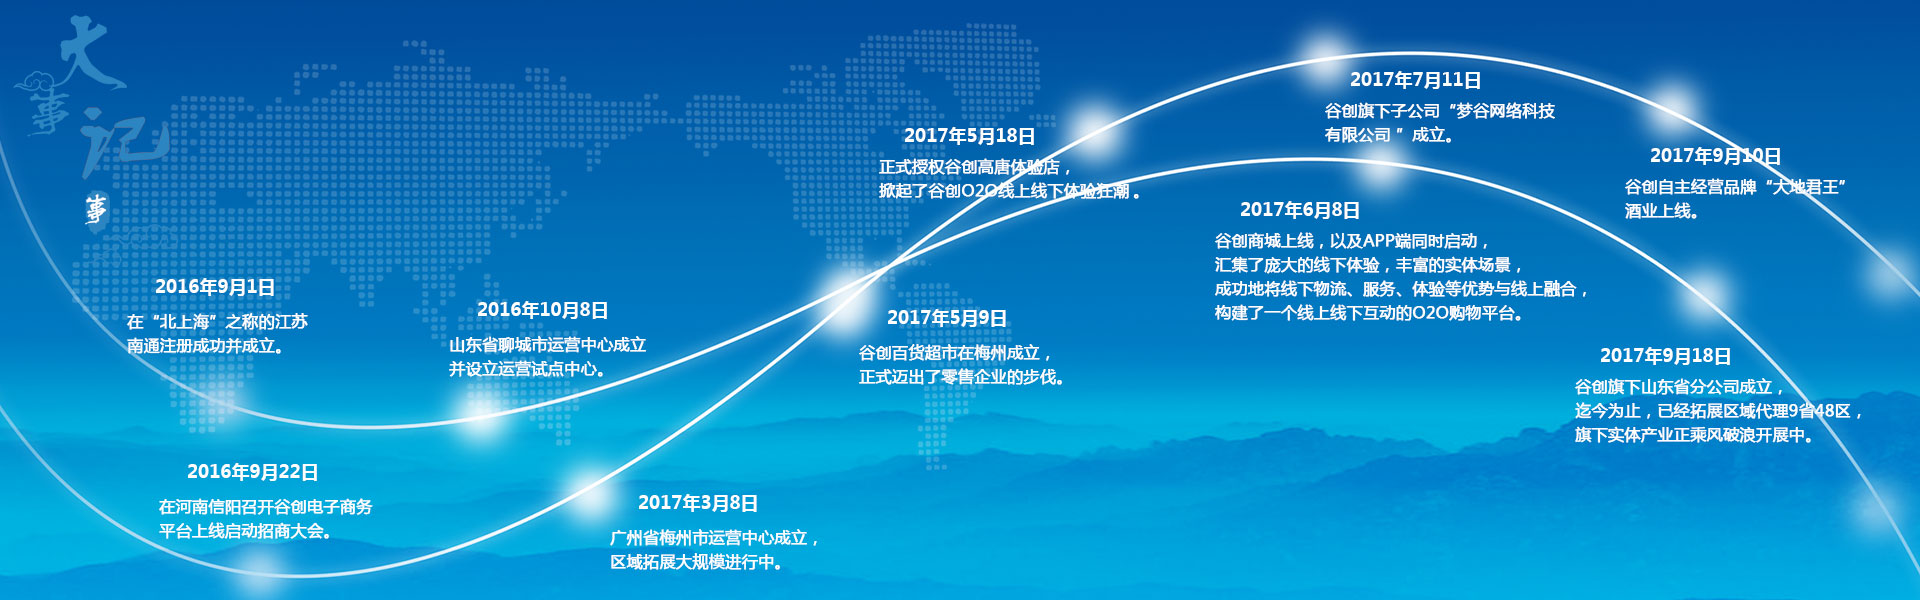 大
事
记
事
2016年9月1日
在“北上海”之称的江苏
南通注册成功并成立。
2016年9月22日
在河南信阳召开谷创电子商务
平台上线启动招商大会。
2016年10月8日
山东省聊城市运营中心成立
并设立运营试点中心。
2017年3月8日
广州省梅州市运营中心成立，
区域拓展大规模进行中。
2017年5月9日
谷创百货超市在梅州成立，
正式迈出了零售企业的步伐。
2017年5月18日
正式授权谷创高唐体验店，
掀起了谷创O2O线上线下体验狂潮 。
2017年6月8日
谷创商城上线，以及APP端同时启动，
汇集了庞大的线下体验，丰富的实体场景，
成功地将线下物流、服务、体验等优势与线上融合，
构建了一个线上线下互动的O2O购物平台。
2017年7月11日
谷创旗下子公司“梦谷网络科技
有限公司 ”成立。
2017年9月10日
谷创自主经营品牌“大地君王”
酒业上线。
2017年9月18日
谷创旗下山东省分公司成立，
迄今为止，已经拓展区域代理9省48区，
旗下实体产业正乘风破浪开展中。